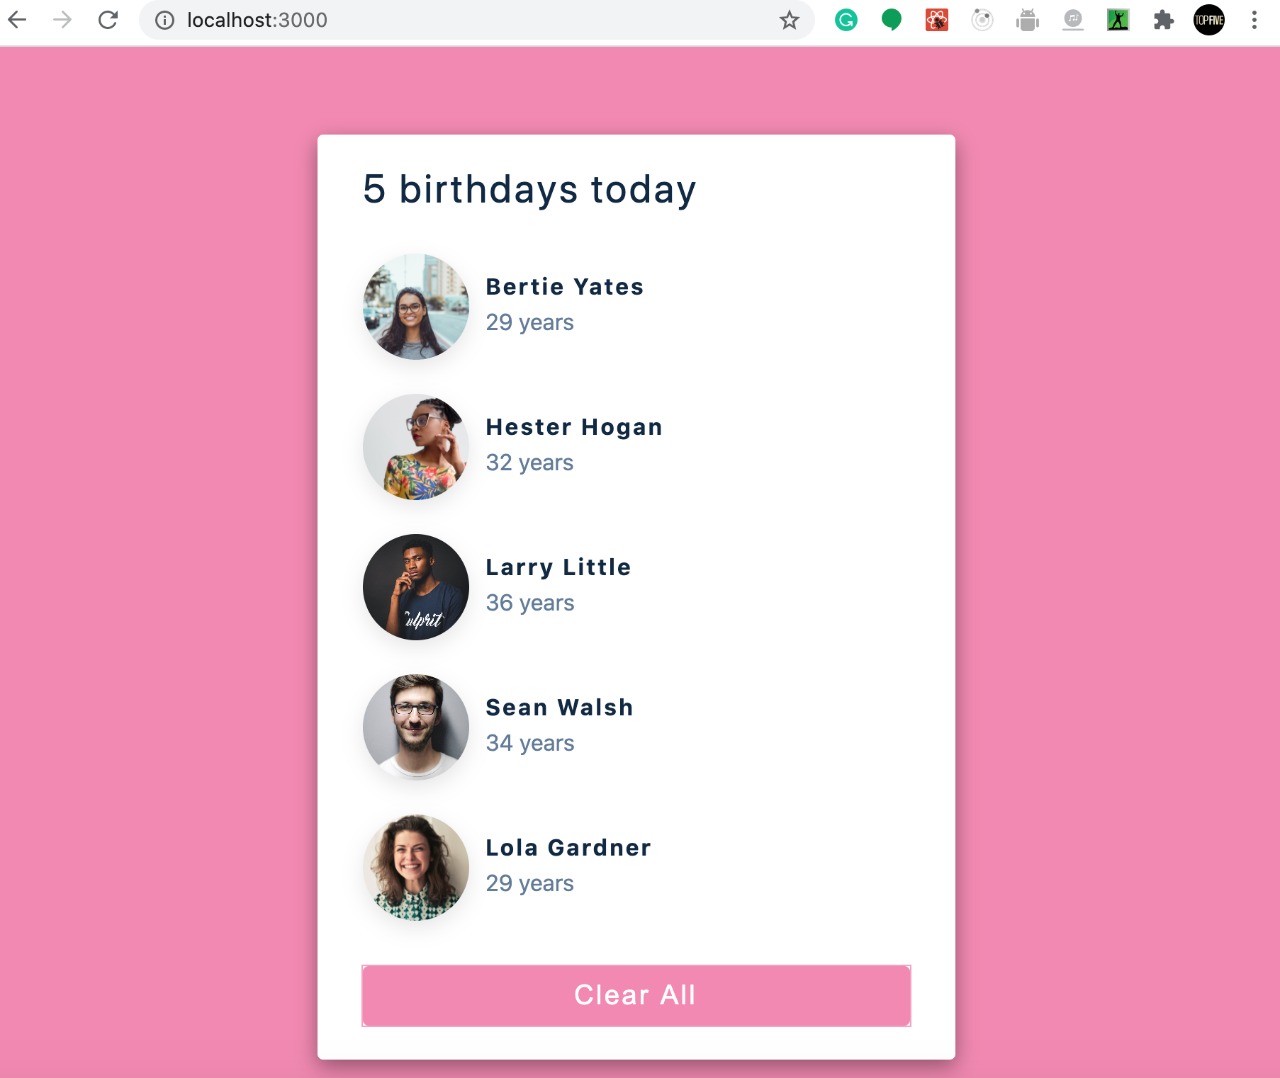 localhost:3000
TOPFIVE
5 birthdays today
Bertie Yates
29 years
Hester Hogan
32 years
Larry Little
36 years
ulprit
Sean Walsh
34 years
Lola Gardner
29 years
Clear All